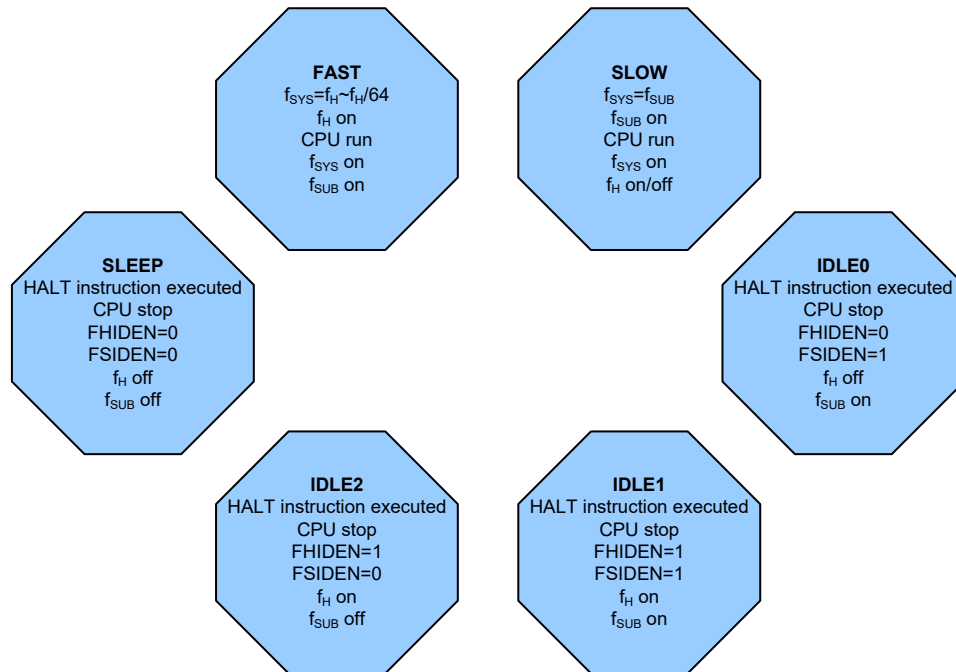 FAST
fSYS=fH~fH/64
fH on
CPU run
fSYS on
fSUB on
SLOW
fSYS=fSUB
fSUB on
CPU run
fSYS on
fH on/off
SLEEP
HALT instruction executed
CPU stop
FHIDEN=0
FSIDEN=0
fH off
fSUB off
IDLE0
HALT instruction executed
CPU stop
FHIDEN=0
FSIDEN=1
fH off
fSUB on
IDLE2
HALT instruction executed
CPU stop
FHIDEN=1
FSIDEN=0
fH on
fSUB off
IDLE1
HALT instruction executed
CPU stop
FHIDEN=1
FSIDEN=1
fH on
fSUB on